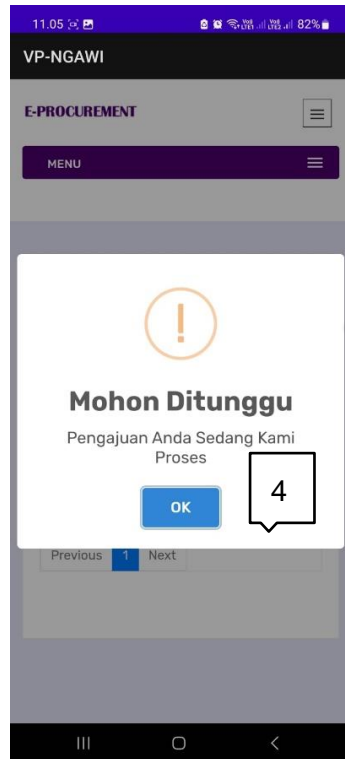 11.05 82%
VP-NGAWI
E-PROCUREMENT
MENU
Mohon Ditunggu
Pengajuan Anda Sedang Kami
Proses
OK
4
Previous 1 Next